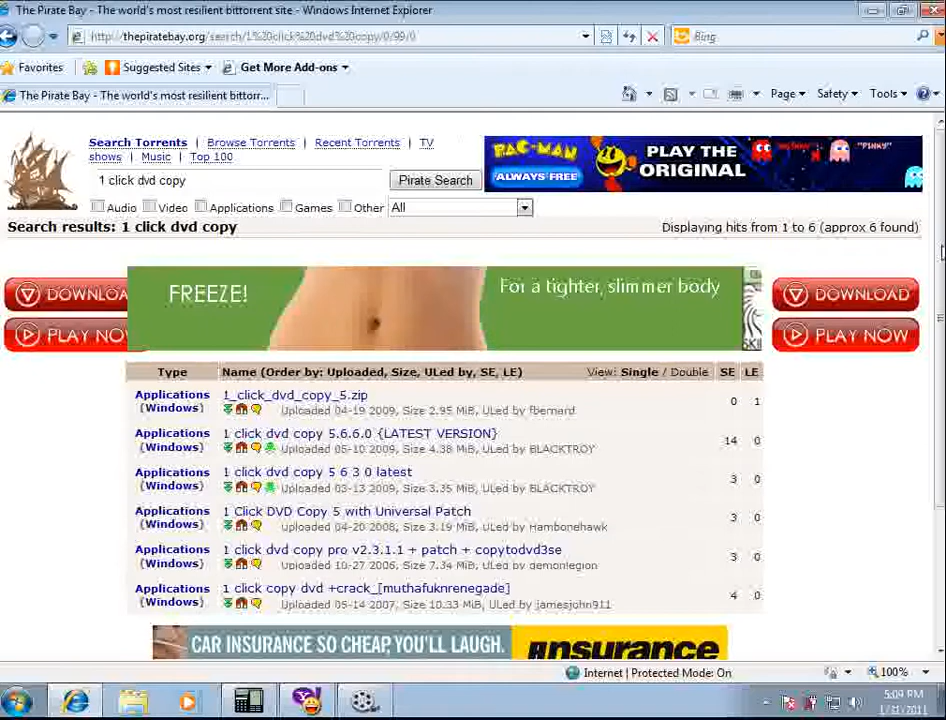 The Pirate Bay - The world's most resilient bittorrent site - Windows Internet Explorer
http://thepiratebay.org/search/1%20click%20dvd%20copy/0/99/0
Bing
Favorites Suggested Sites Get More Add-ons
The Pirate Bay - The world's most resilient bittorr...
Page Safety Tools
Search Torrents | Browse Torrents | Recent Torrents | TV
shows | Music | Top 100
PAC-MAN
ALWAYS FREE
PLAY THE
ORIGINAL
"PINKY"
1 click dvd copy Pirate Search
Audio Video Applications Games Other All
Search results: 1 click dvd copy Displaying hits from 1 to 6 (approx 6 found)
FREEZE! For a tighter, slimmer body
DOWNLOA DOWNLOAD
PLAY NO PLAY NOW
Type Name (Order by: Uploaded, Size, ULed by, SE, LE) View: Single / Double SE LE
Applications 1_click_dvd_copy_5.zip
(Windows) Uploaded 04-19 2009, Size 2.95 MiB, ULed by fbernard 0 1
Applications 1 click dvd copy 5.6.6.0 {LATEST VERSION}
(Windows) Uploaded 05-10 2009, Size 4.38 MiB, ULed by BLACKTROY 14 0
Applications 1 click dvd copy 5 6 3 0 latest
(Windows) Uploaded 03-13 2009, Size 3.35 MiB, ULed by BLACKTROY 3 0
Applications 1 Click DVD Copy 5 with Universal Patch
(Windows) Uploaded 04-20 2008, Size 3.19 MiB, ULed by Hambonehawk 3 0
Applications 1 click dvd copy pro v2.3.1.1 + patch + copytodvd3se
(Windows) Uploaded 10-27 2006, Size 7.34 MiB, ULed by demonlegion 3 0
Applications 1 click copy dvd +crack_[muthafuknrenegade]
(Windows) Uploaded 05-14 2007, Size 10.33 MiB, ULed by jamesjohn911 4 0
CAR INSURANCE SO CHEAP, YOU'LL LAUGH. insurance
Internet | Protected Mode: On 100%
5:09 PM
1/31/2011